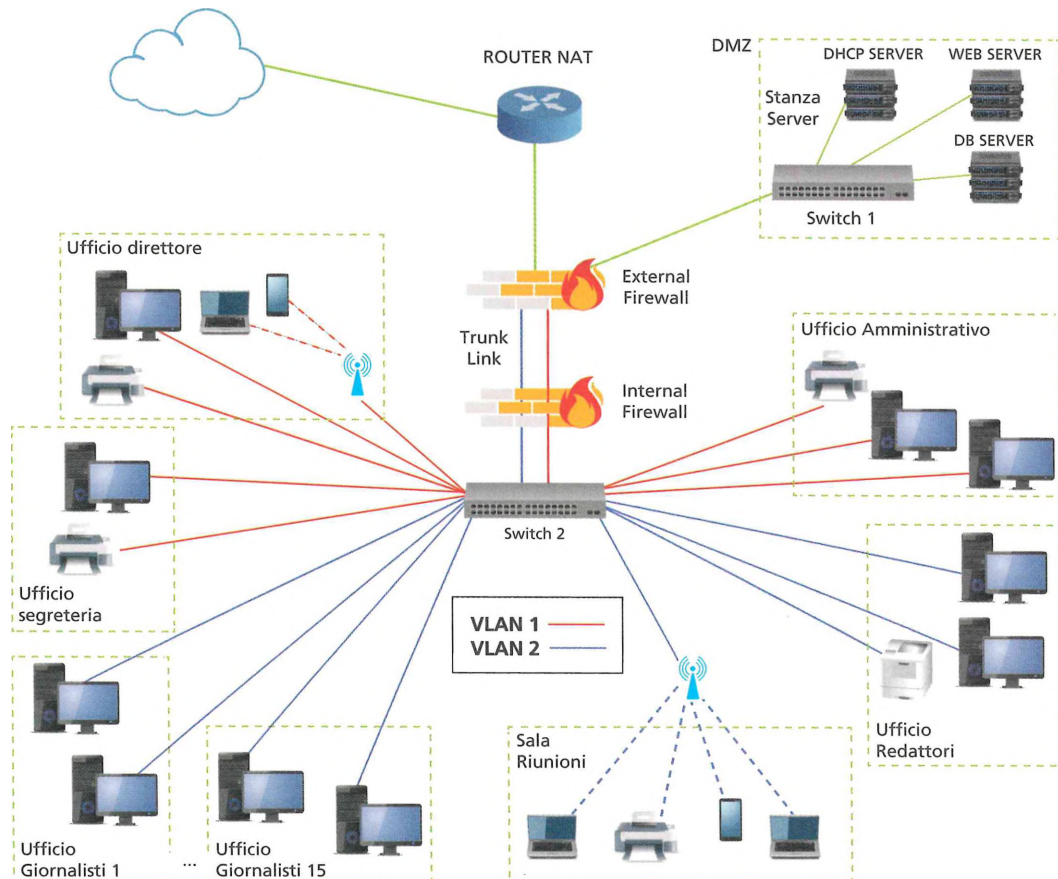 ROUTER NAT
DMZ
DHCP SERVER
WEB SERVER
Stanza
Server
DB SERVER
Switch 1
Ufficio direttore
External
Firewall
Trunk
Link
Ufficio Amministrativo
Internal
Firewall
Switch 2
Ufficio
segreteria
VLAN 1
VLAN 2
Sala
Riunioni
Ufficio
Redattori
Ufficio
Giornalisti 1
...
Ufficio
Giornalisti 15